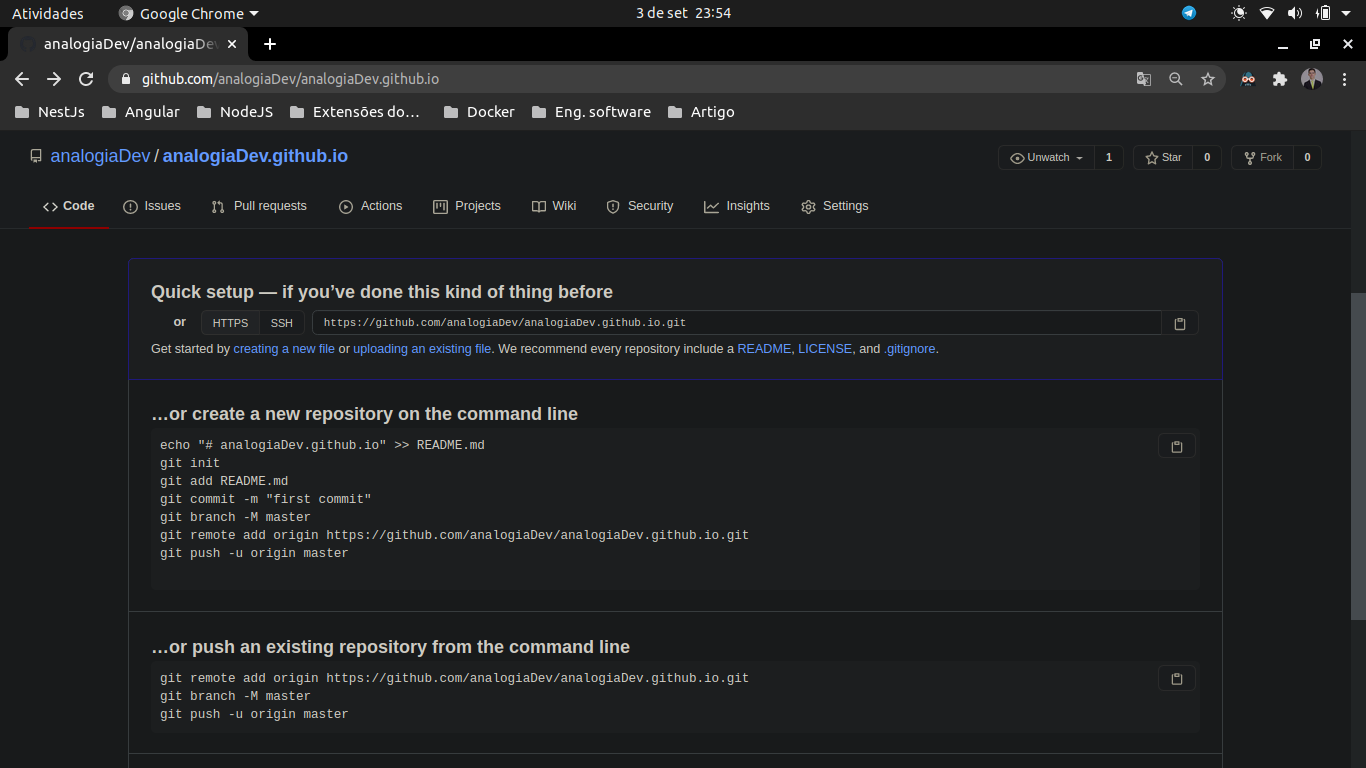 Atividades Google Chrome 3 de set 23:54
analogiaDev/analogiaDev
github.com/analogiaDev/analogiaDev.github.io
NestJs Angular NodeJS Extensões do… Docker Eng. software Artigo
analogiaDev / analogiaDev.github.io Unwatch 1 Star 0 Fork 0
Code Issues Pull requests Actions Projects Wiki Security Insights Settings
Quick setup — if you’ve done this kind of thing before
or HTTPS SSH https://github.com/analogiaDev/analogiaDev.github.io.git
Get started by creating a new file or uploading an existing file. We recommend every repository include a README, LICENSE, and .gitignore.
…or create a new repository on the command line
echo "# analogiaDev.github.io" >> README.md
git init
git add README.md
git commit -m "first commit"
git branch -M master
git remote add origin https://github.com/analogiaDev/analogiaDev.github.io.git
git push -u origin master
…or push an existing repository from the command line
git remote add origin https://github.com/analogiaDev/analogiaDev.github.io.git
git branch -M master
git push -u origin master